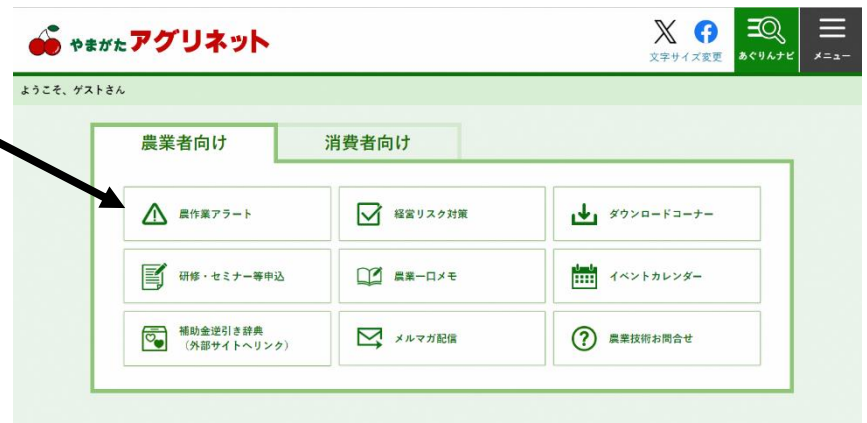 やまがたアグリネット
文字サイズ変更
あぐりんナビ
メニュー
ようこそ、ゲストさん
農業者向け
消費者向け
農作業アラート
経営リスク対策
ダウンロードコーナー
研修・セミナー等申込
農業一口メモ
イベントカレンダー
補助金逆引き辞典
（外部サイトへリンク）
メルマガ配信
農業技術お問合せ